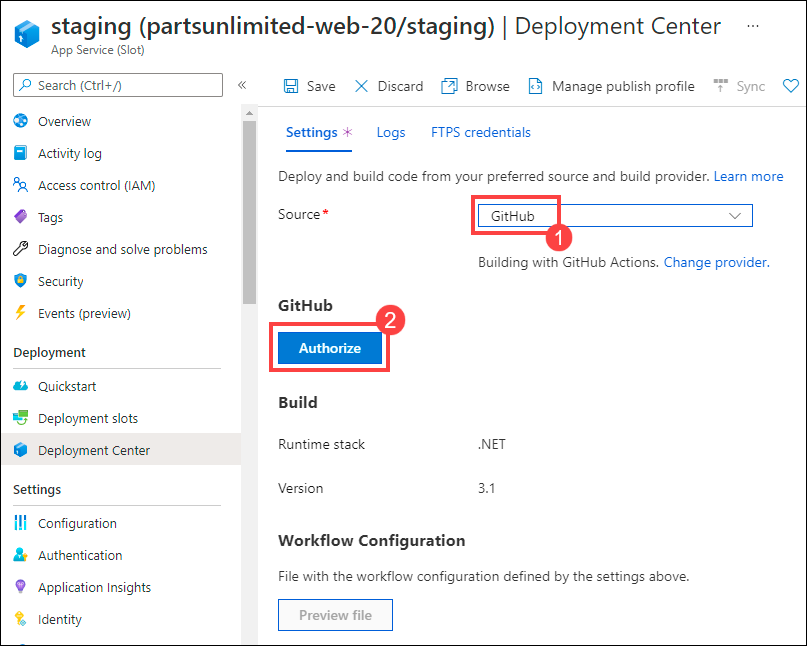 staging (partsunlimited-web-20/staging) | Deployment Center ...
App Service (Slot)
Search (Ctrl+/)
«
Save
Discard
Browse
Manage publish profile
Sync
Overview
Activity log
Access control (IAM)
Tags
Diagnose and solve problems
Security
Events (preview)
Deployment
Quickstart
Deployment slots
Deployment Center
Settings
Configuration
Authentication
Application Insights
Identity
Settings *
Logs
FTPS credentials
Deploy and build code from your preferred source and build provider. Learn more
Source*
GitHub
1
Building with GitHub Actions. Change provider.
GitHub
2
Authorize
Build
Runtime stack
.NET
Version
3.1
Workflow Configuration
File with the workflow configuration defined by the settings above.
Preview file